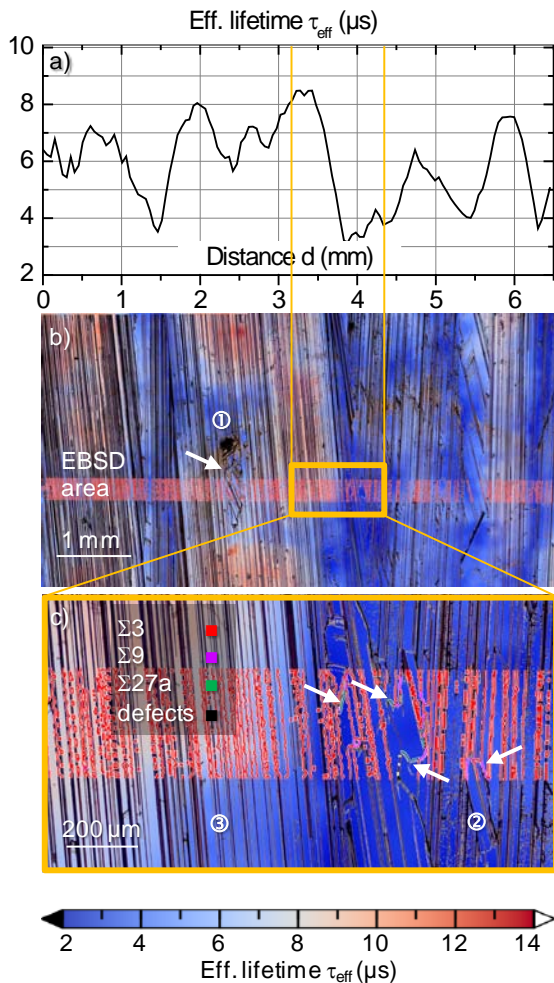 Eff. lifetime τeff (µs)
10
a)
8
6
4
2
Distance d (mm)
0 1 2 3 4 5 6
b)
①
EBSD
area
1 mm
c)
Σ3
Σ9
Σ27a
defects
200 µm
③
②
2 4 6 8 10 12 14
Eff. lifetime τeff (µs)